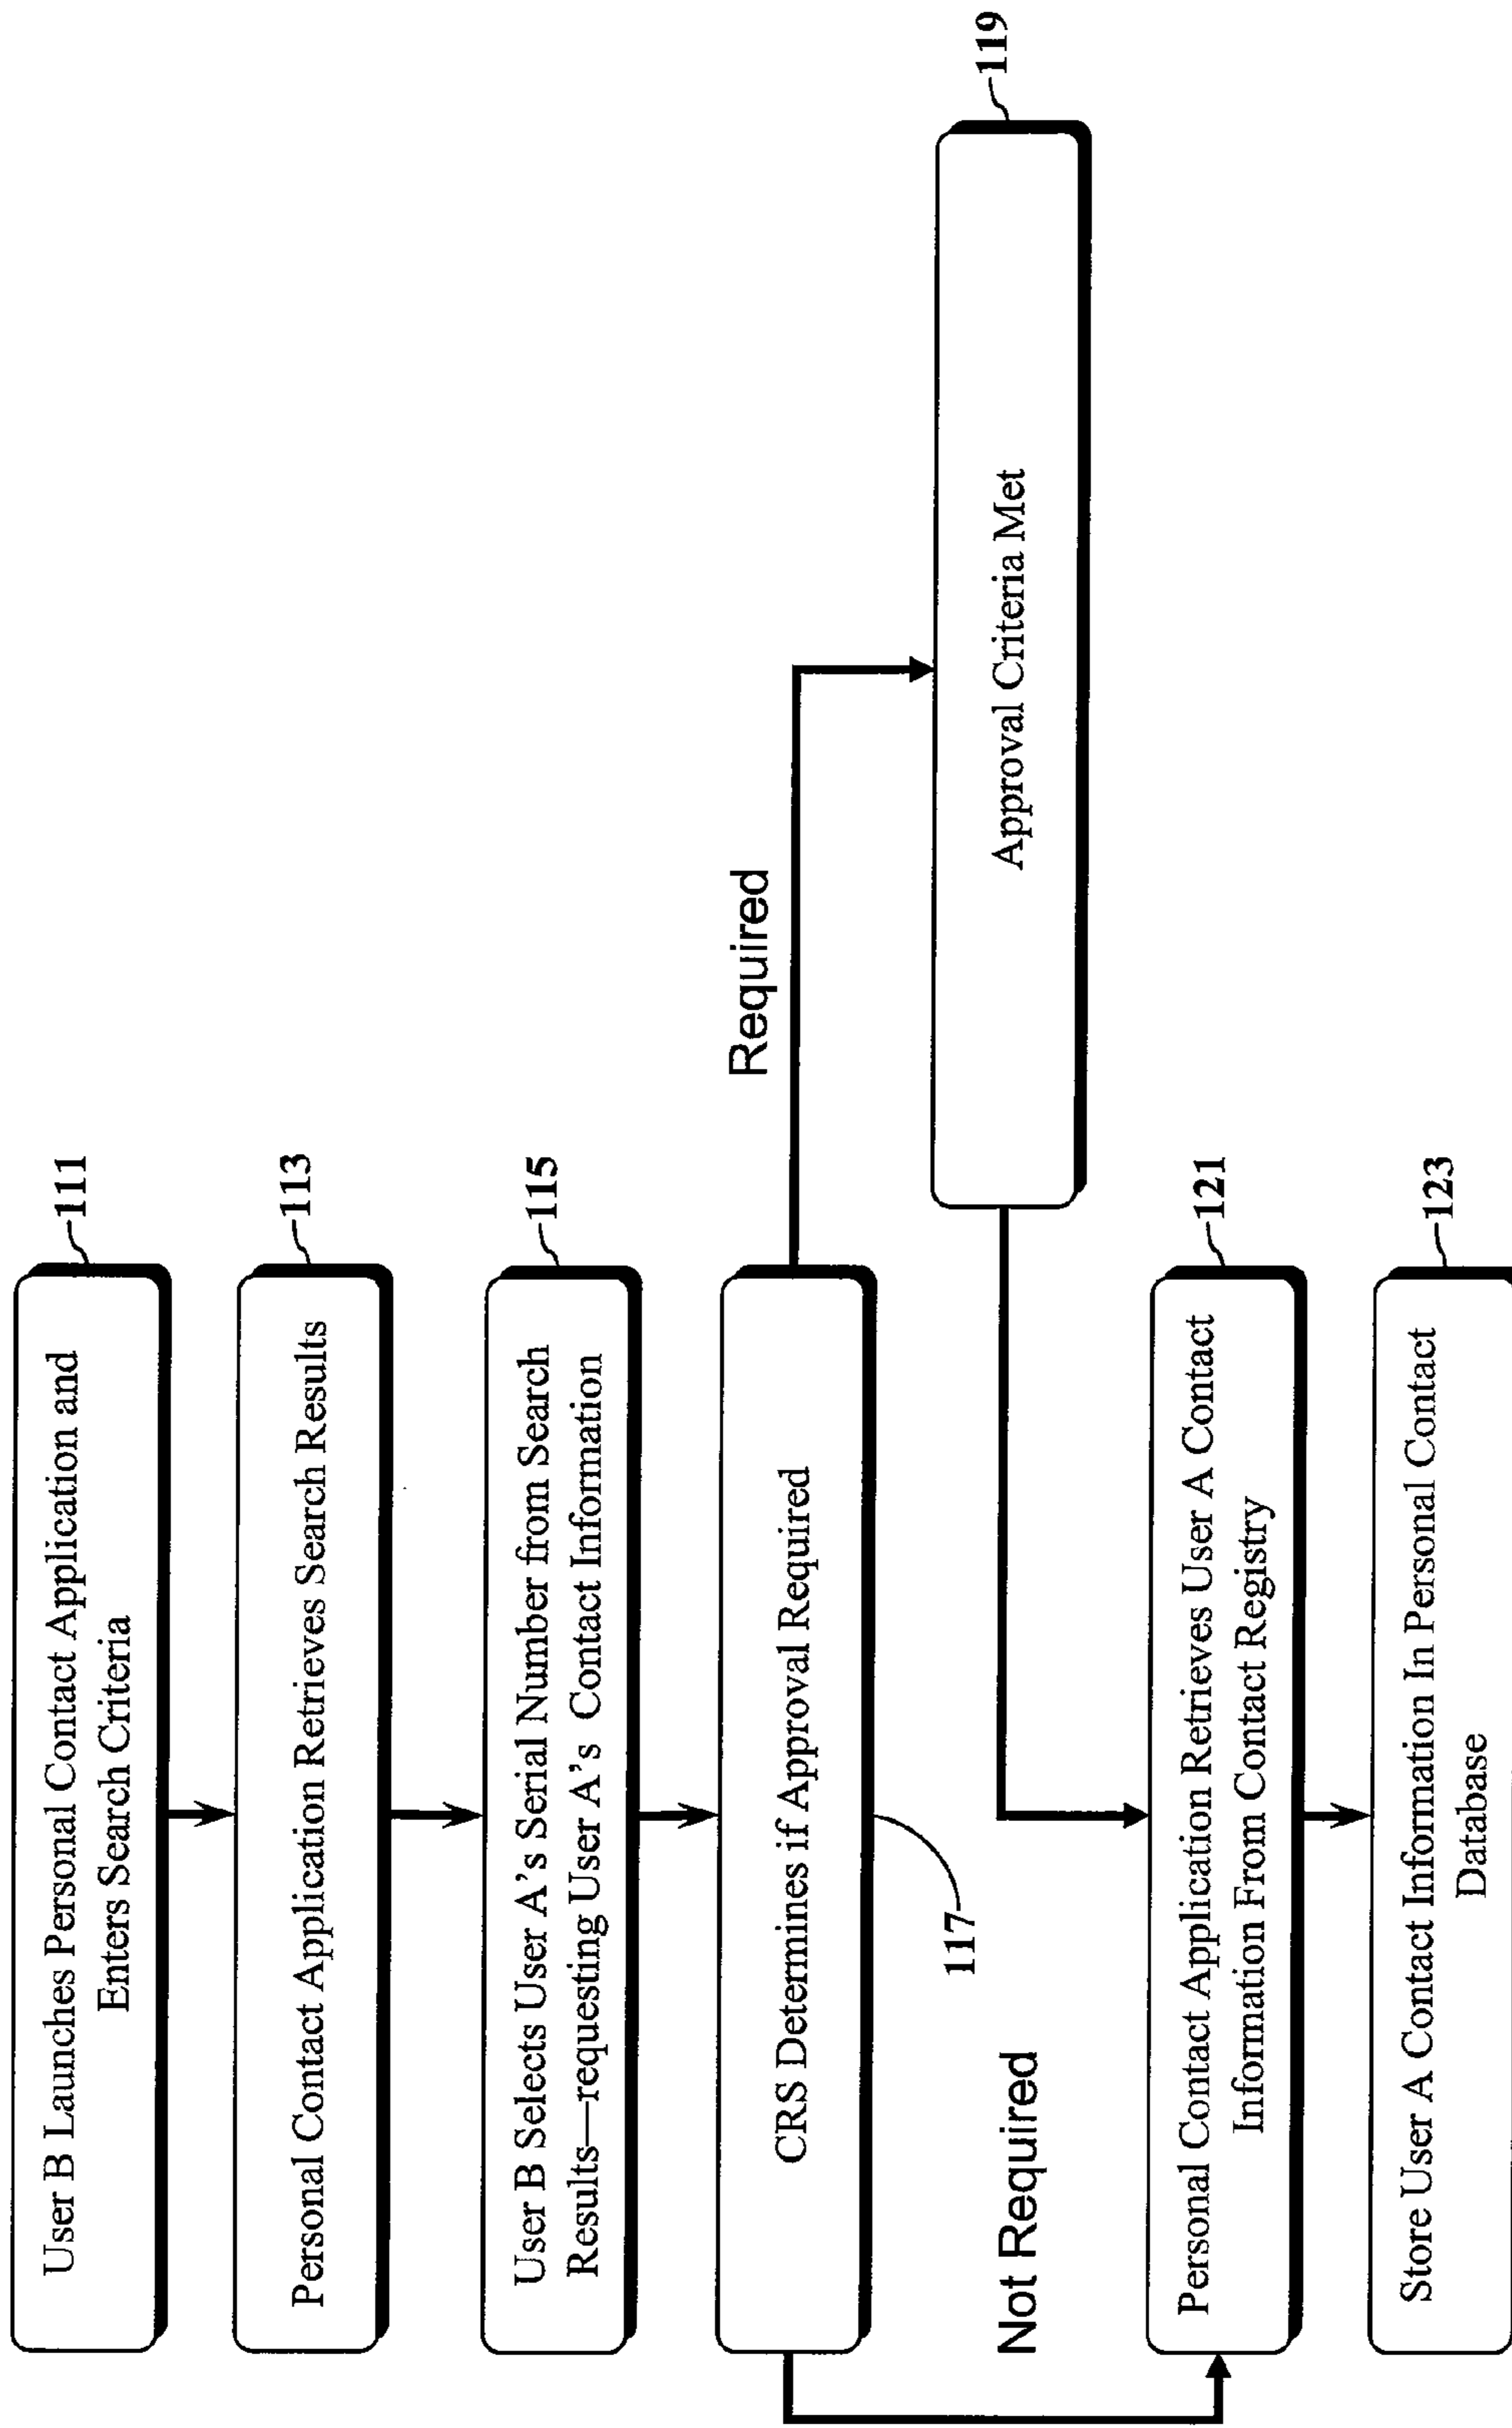 User B Launches Personal Contact Application and
Enters Search Criteria
111
Personal Contact Application Retrieves Search Results
113
User B Selects User A's Serial Number from Search
Results—requesting User A's Contact Information
115
CRS Determines if Approval Required
117
Required
Approval Criteria Met
119
Not Required
Personal Contact Application Retrieves User A Contact
Information From Contact Registry
121
Store User A Contact Information In Personal Contact
Database
123